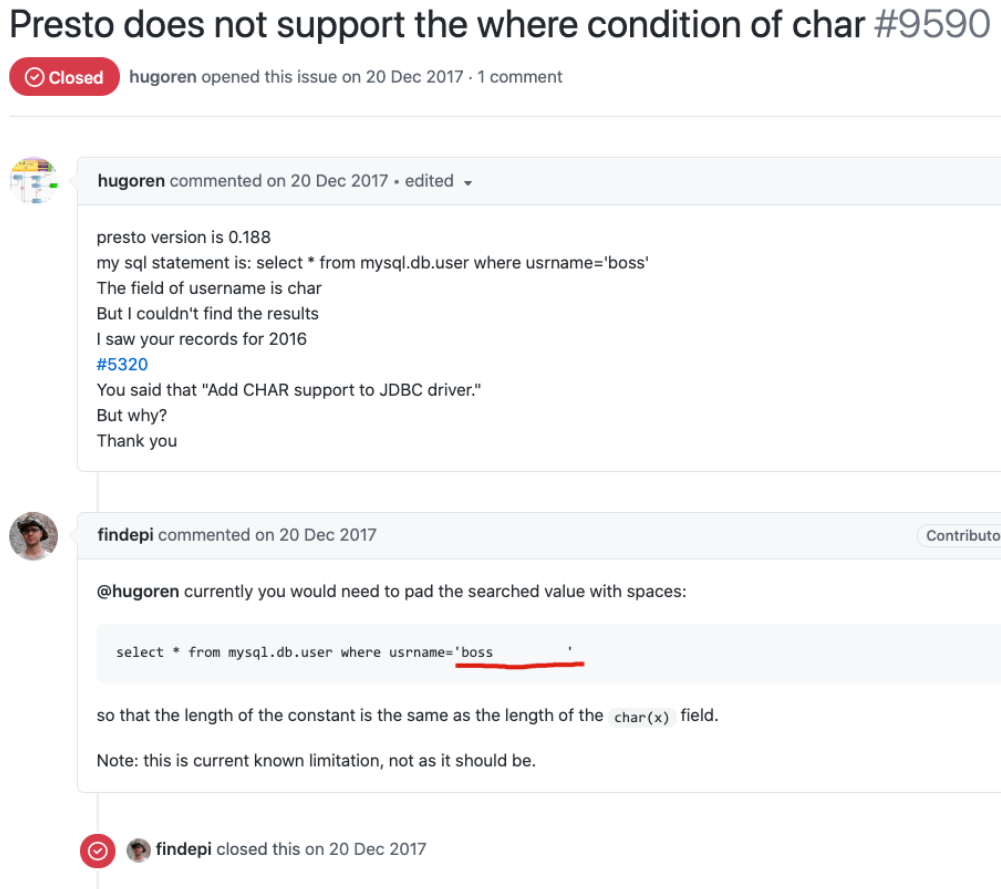 Presto does not support the where condition of char #9590
Closed hugoren opened this issue on 20 Dec 2017 · 1 comment
hugoren commented on 20 Dec 2017 • edited
presto version is 0.188
my sql statement is: select * from mysql.db.user where usrname='boss'
The field of username is char
But I couldn't find the results
I saw your records for 2016
#5320
You said that "Add CHAR support to JDBC driver."
But why?
Thank you
findepi commented on 20 Dec 2017 Contributo
@hugoren currently you would need to pad the searched value with spaces:
select * from mysql.db.user where usrname='boss          '
so that the length of the constant is the same as the length of the char(x) field.
Note: this is current known limitation, not as it should be.
findepi closed this on 20 Dec 2017